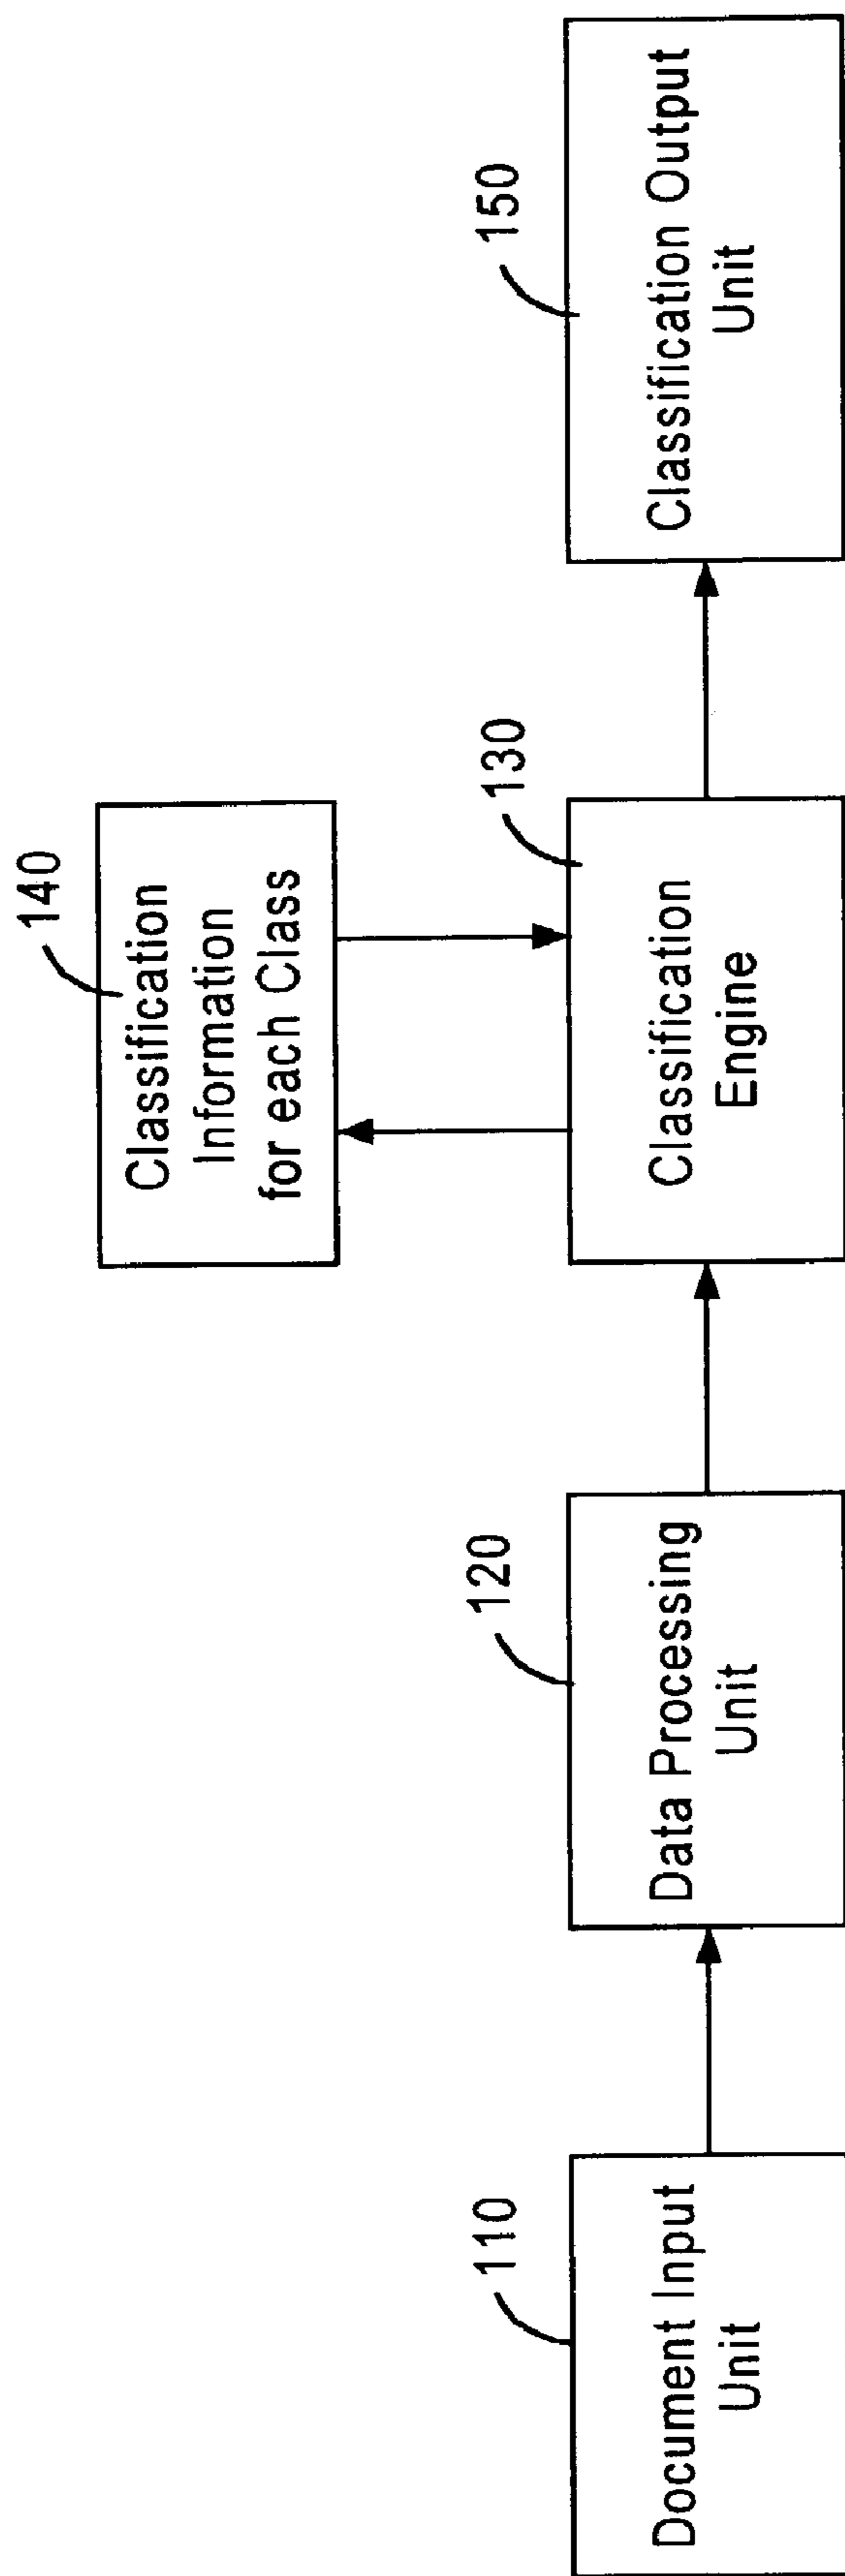 140
Classification
Information
for each Class
110
Document Input
Unit
120
Data Processing
Unit
130
Classification
Engine
150
Classification Output
Unit